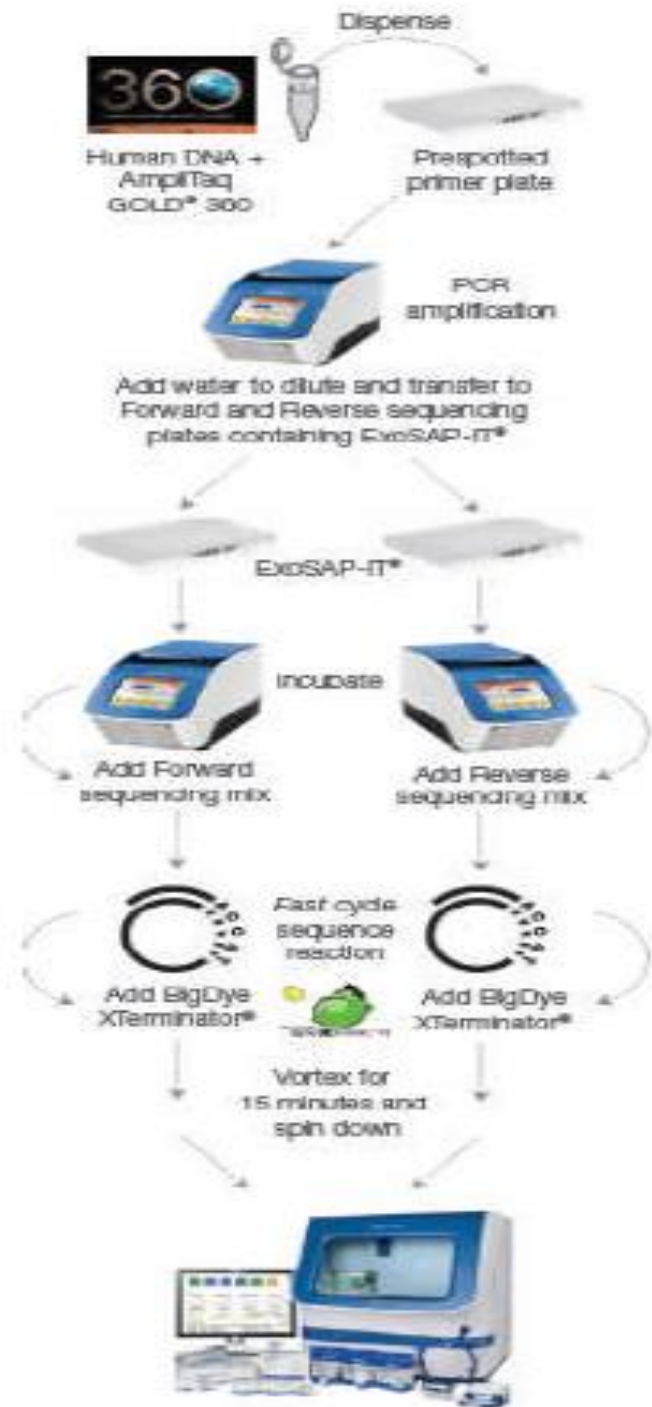 Dispense
360
Human DNA +
AmpliTaq
GOLD® 360
Prespotted
primer plate
PCR
amplification
Add water to dilute and transfer to
Forward and Reverse sequencing
plates containing ExoSAP-IT®
ExoSAP-IT®
Incubate
Add Forward
sequencing mix
Add Reverse
sequencing mix
Fast cycle
sequence
reaction
Add BigDye
XTerminator®
Add BigDye
XTerminator®
Vortex for
15 minutes and
spin down